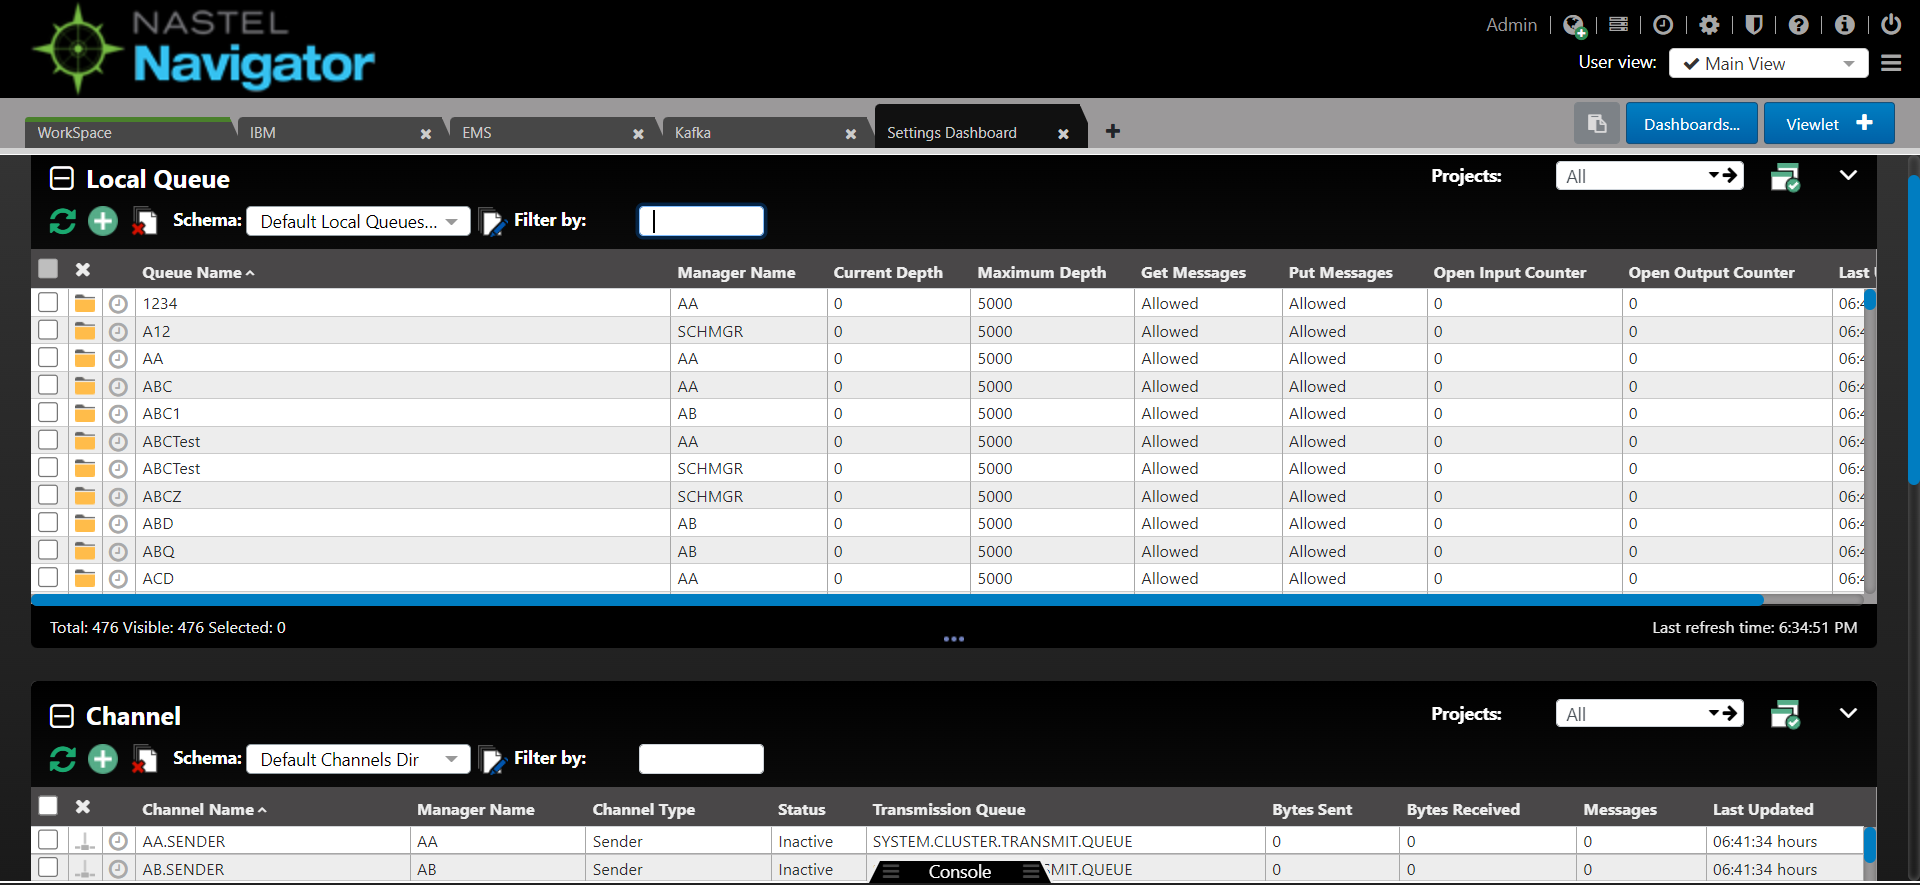 NASTEL
Navigator
Admin
User view: Main View
WorkSpace IBM EMS Kafka Settings Dashboard
Dashboards... Viewlet
Local Queue Projects: All
Schema: Default Local Queues... Filter by:
Queue Name Manager Name Current Depth Maximum Depth Get Messages Put Messages Open Input Counter Open Output Counter Last
1234 AA 0 5000 Allowed Allowed 0 0 06:4
A12 SCHMGR 0 5000 Allowed Allowed 0 0 06:4
AA AA 0 5000 Allowed Allowed 0 0 06:4
ABC AA 0 5000 Allowed Allowed 0 0 06:4
ABC1 AB 0 5000 Allowed Allowed 0 0 06:4
ABCTest AA 0 5000 Allowed Allowed 0 0 06:4
ABCTest SCHMGR 0 5000 Allowed Allowed 0 0 06:4
ABCZ SCHMGR 0 5000 Allowed Allowed 0 0 06:4
ABD AB 0 5000 Allowed Allowed 0 0 06:4
ABQ AB 0 5000 Allowed Allowed 0 0 06:4
ACD AA 0 5000 Allowed Allowed 0 0 06:4
Total: 476 Visible: 476 Selected: 0 Last refresh time: 6:34:51 PM
Channel Projects: All
Schema: Default Channels Dir Filter by:
Channel Name Manager Name Channel Type Status Transmission Queue Bytes Sent Bytes Received Messages Last Updated
AA.SENDER AA Sender Inactive SYSTEM.CLUSTER.TRANSMIT.QUEUE 0 0 0 06:41:34 hours
AB.SENDER AB Sender Inactive MIT.QUEUE 0 0 0 06:41:34 hours
Console